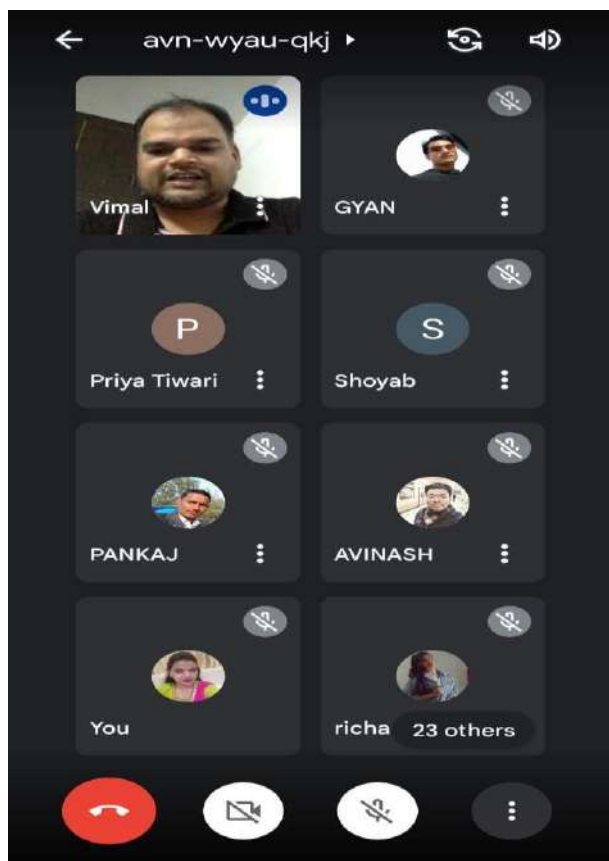 avn-wyau-qkj
Vimal
GYAN
P
S
Priya Tiwari
Shoyab
PANKAJ
AVINASH
You
richa
23 others